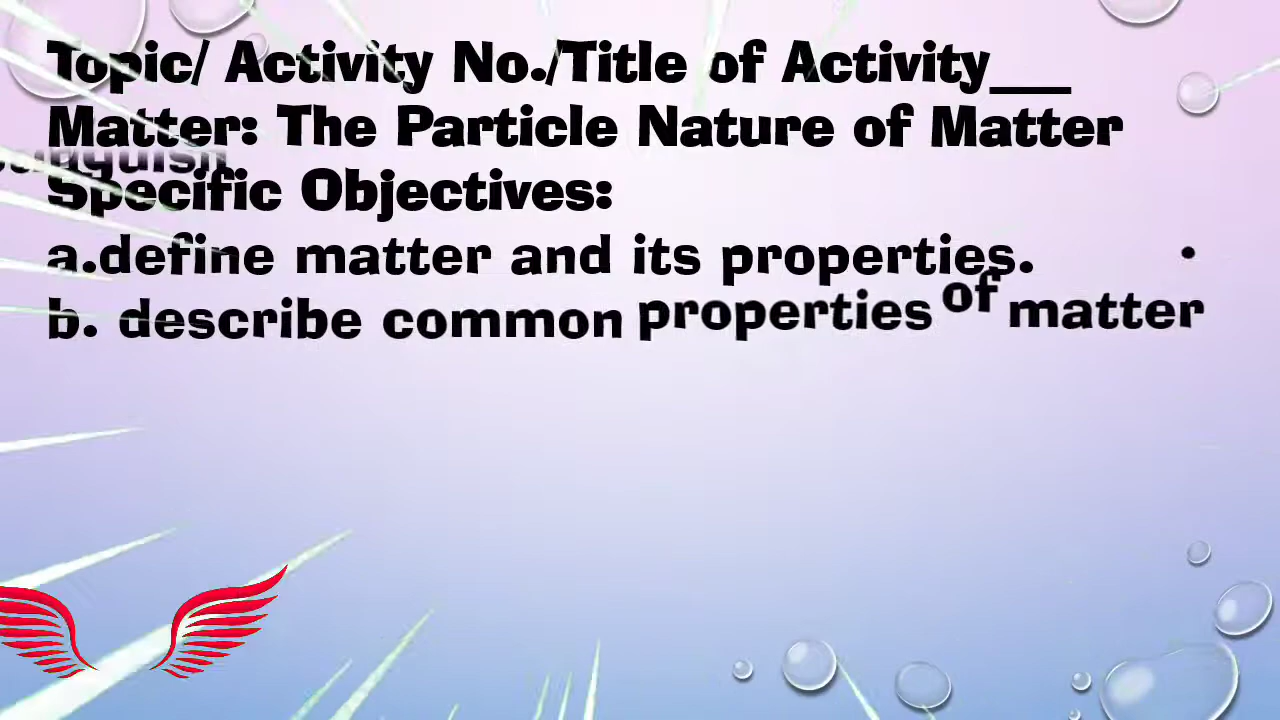 Topic/ Activity No./Title of Activity___
Matter: The Particle Nature of Matter
Specific Objectives:
a.define matter and its properties.
b. describe common properties of matter